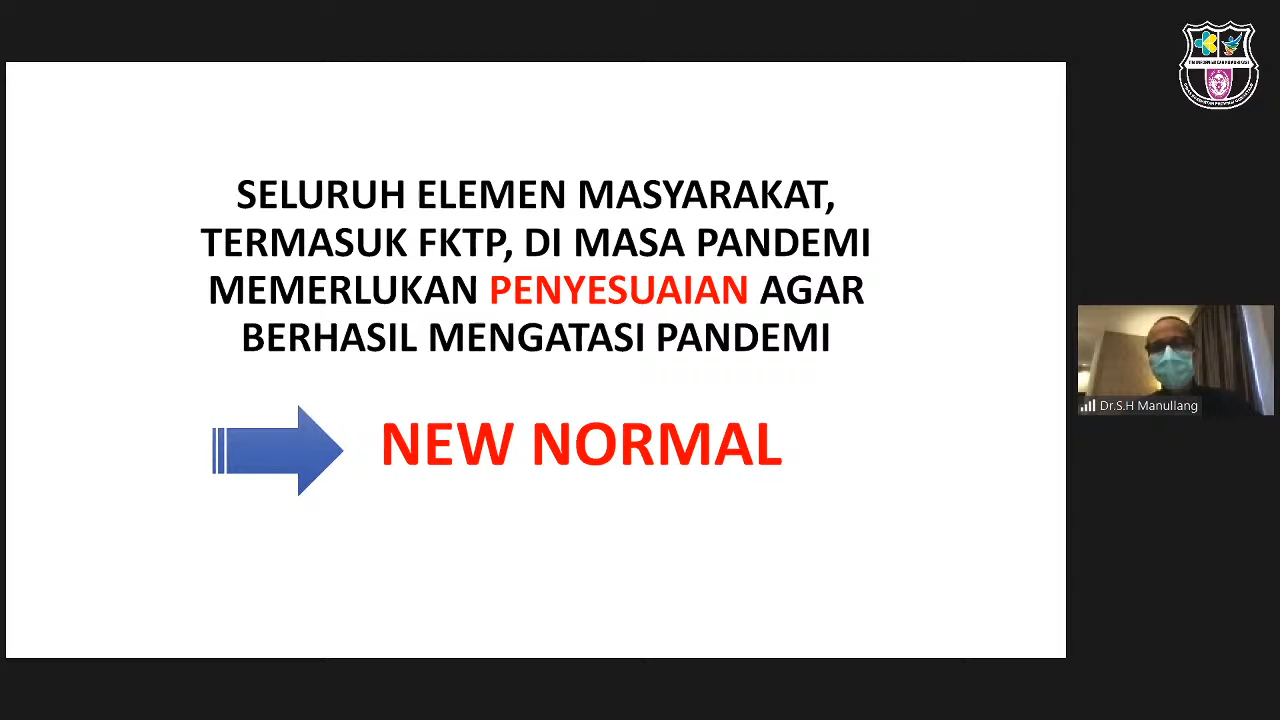 SELURUH ELEMEN MASYARAKAT,
TERMASUK FKTP, DI MASA PANDEMI
MEMERLUKAN PENYESUAIAN AGAR
BERHASIL MENGATASI PANDEMI
NEW NORMAL
Dr.S.H Manullang